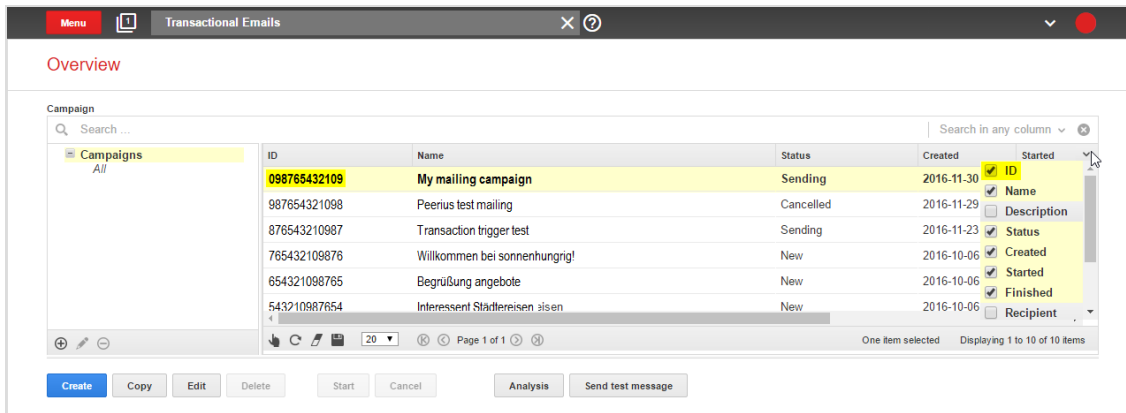 Menu 1 Transactional Emails
Overview
Campaign
Search ... Search in any column
Campaigns
All
ID Name Status Created Started
098765432109 My mailing campaign Sending 2016-11-30
987654321098 Peerius test mailing Cancelled 2016-11-29
876543210987 Transaction trigger test Sending 2016-11-23
765432109876 Willkommen bei sonnenhungrig! New 2016-10-06
654321098765 Begrüßung angebote New 2016-10-06
543210987654 Interessent Städtereisen eisen New 2016-10-06
ID
Name
Description
Status
Created
Started
Finished
Recipient
20 Page 1 of 1 One item selected Displaying 1 to 10 of 10 items
Create Copy Edit Delete Start Cancel Analysis Send test message